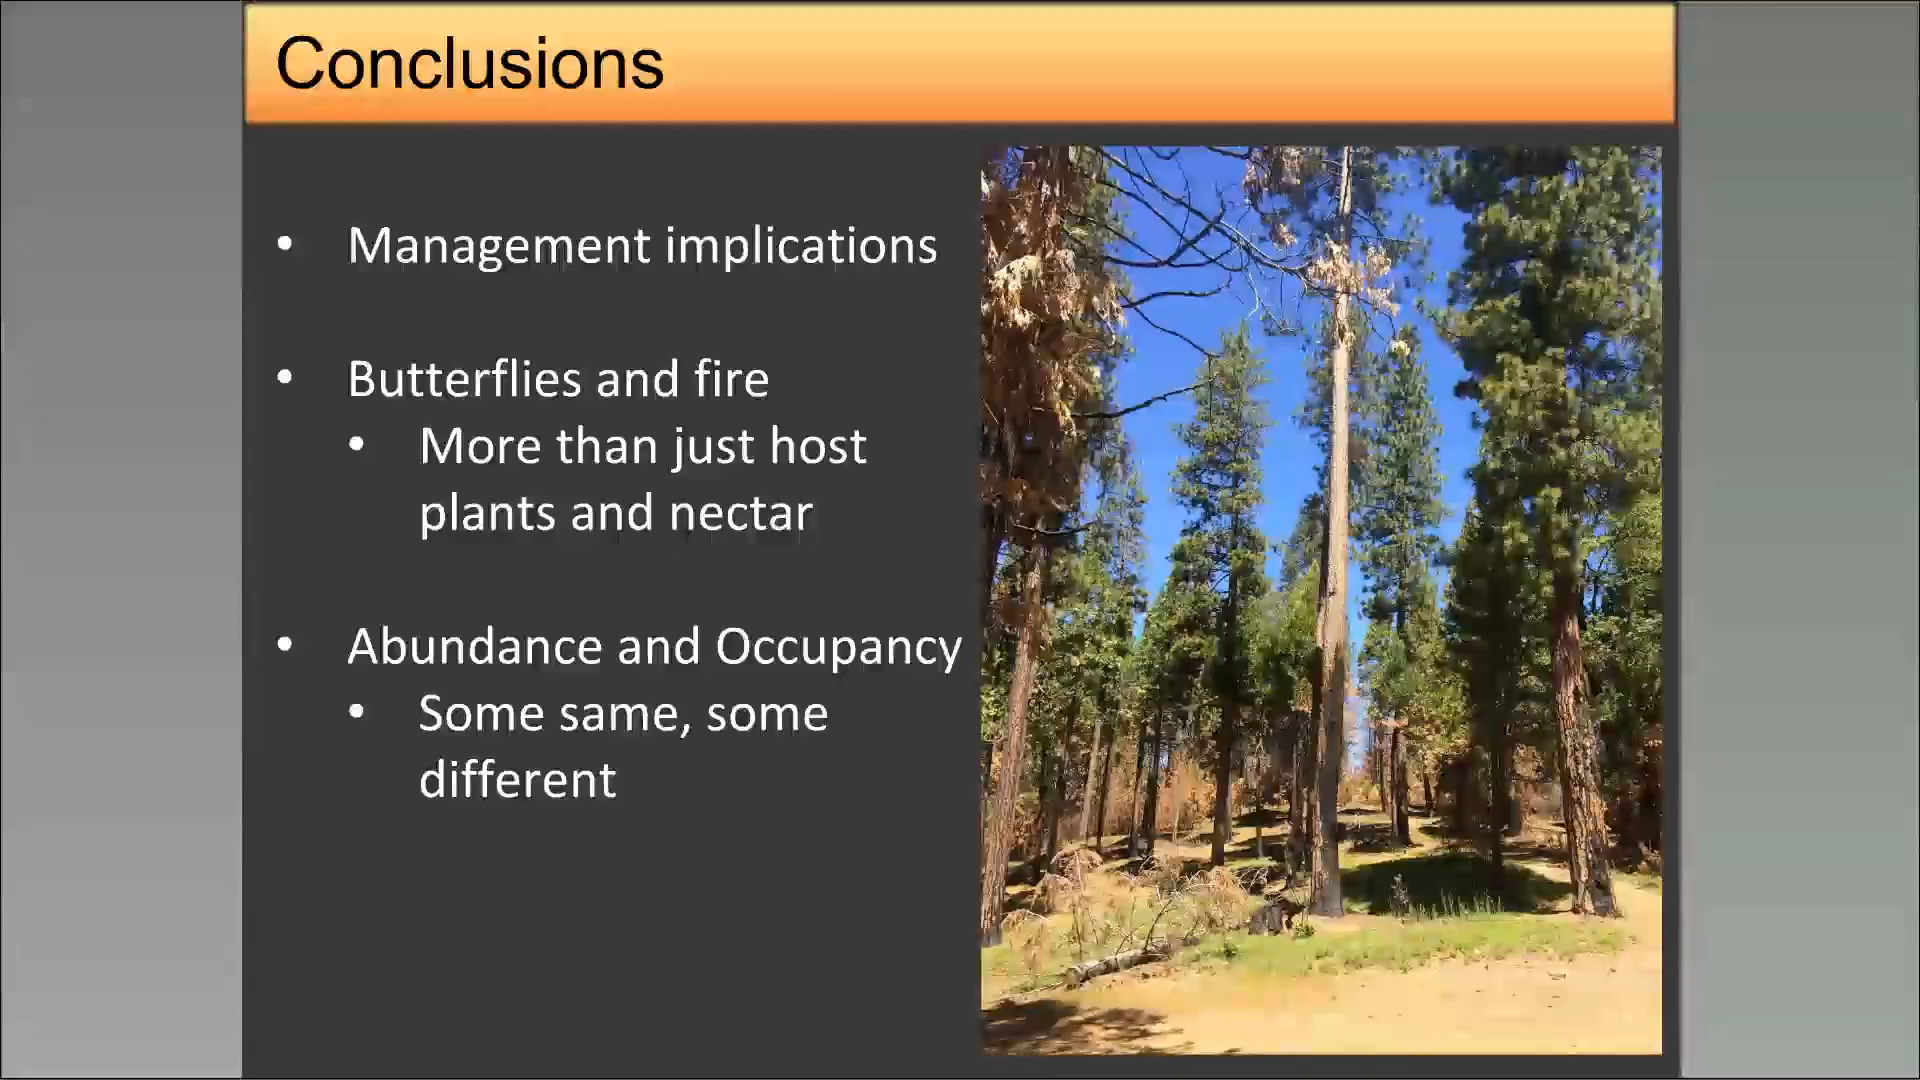 Conclusions
• Management implications
• Butterflies and fire
• More than just host
plants and nectar
• Abundance and Occupancy
• Some same, some
different